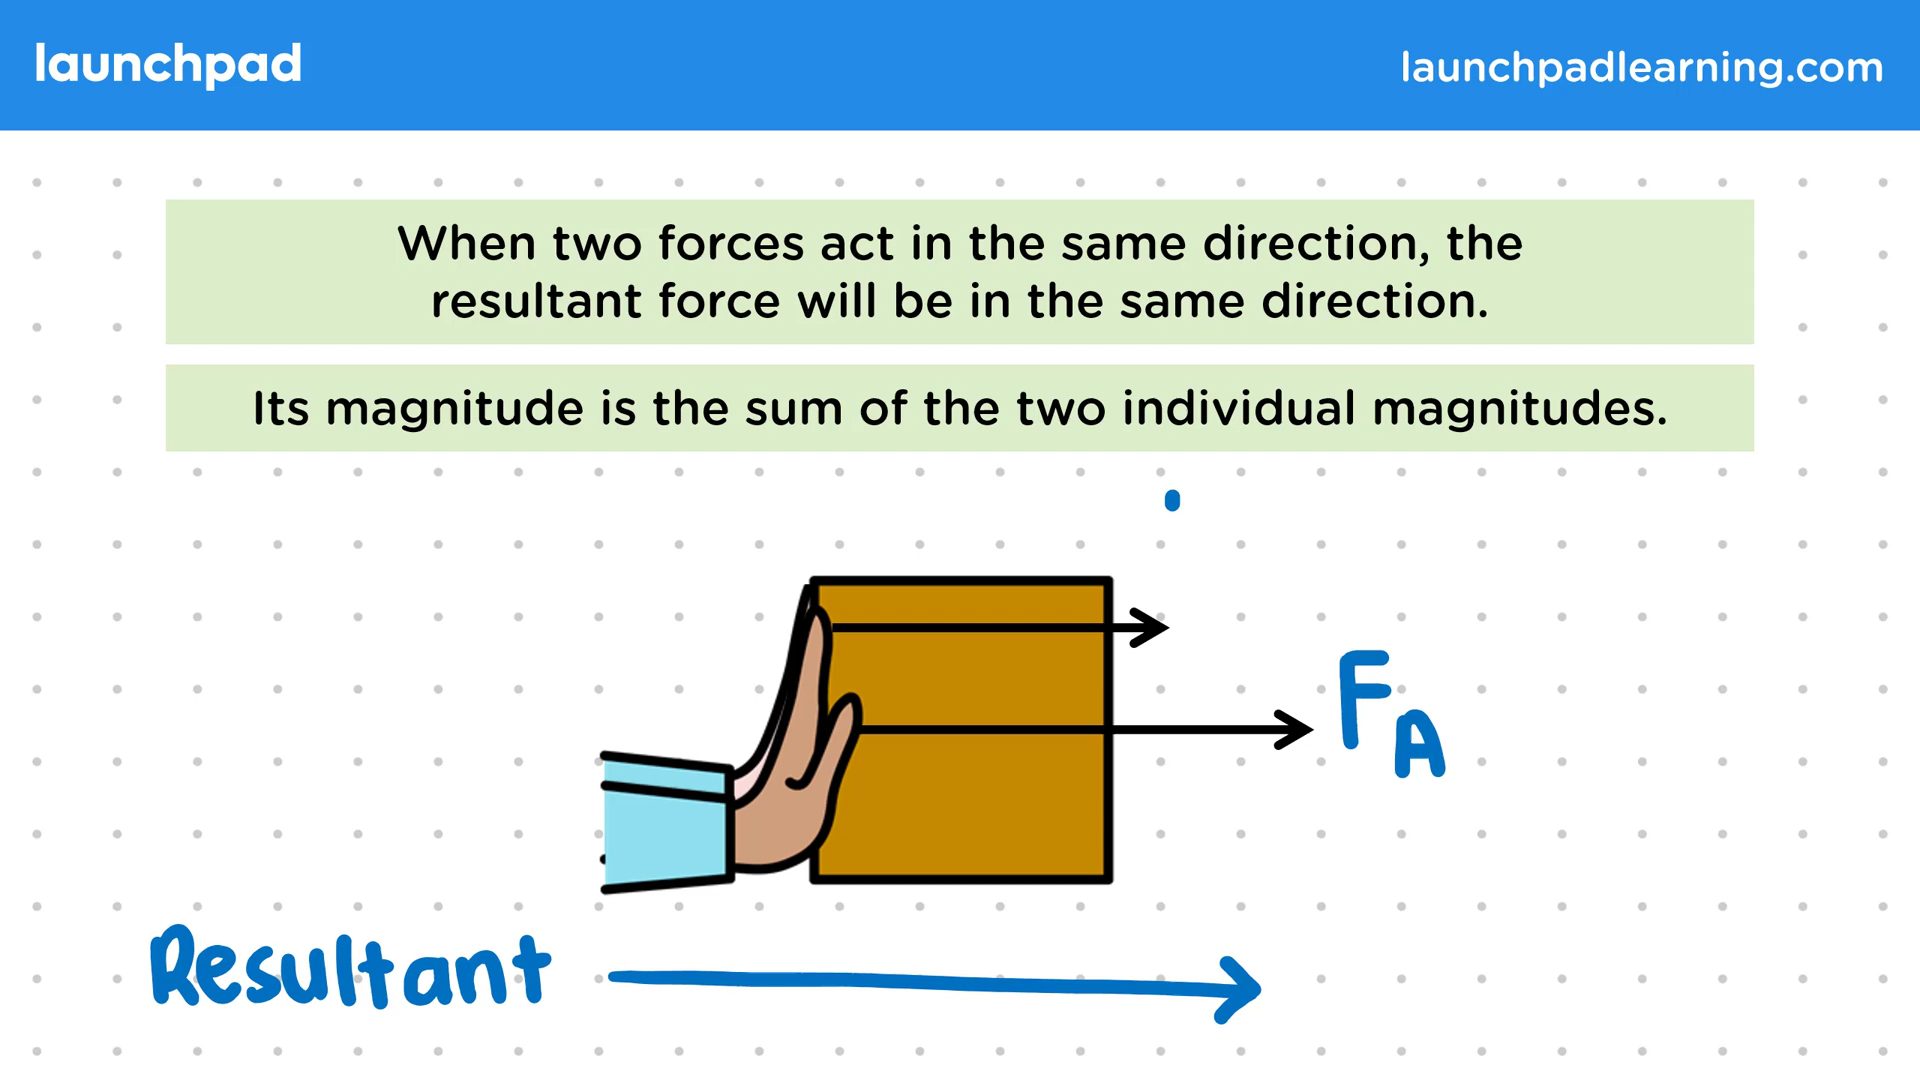 launchpad
launchpadlearning.com
When two forces act in the same direction, the
resultant force will be in the same direction.
Its magnitude is the sum of the two individual magnitudes.
FA
Resultant